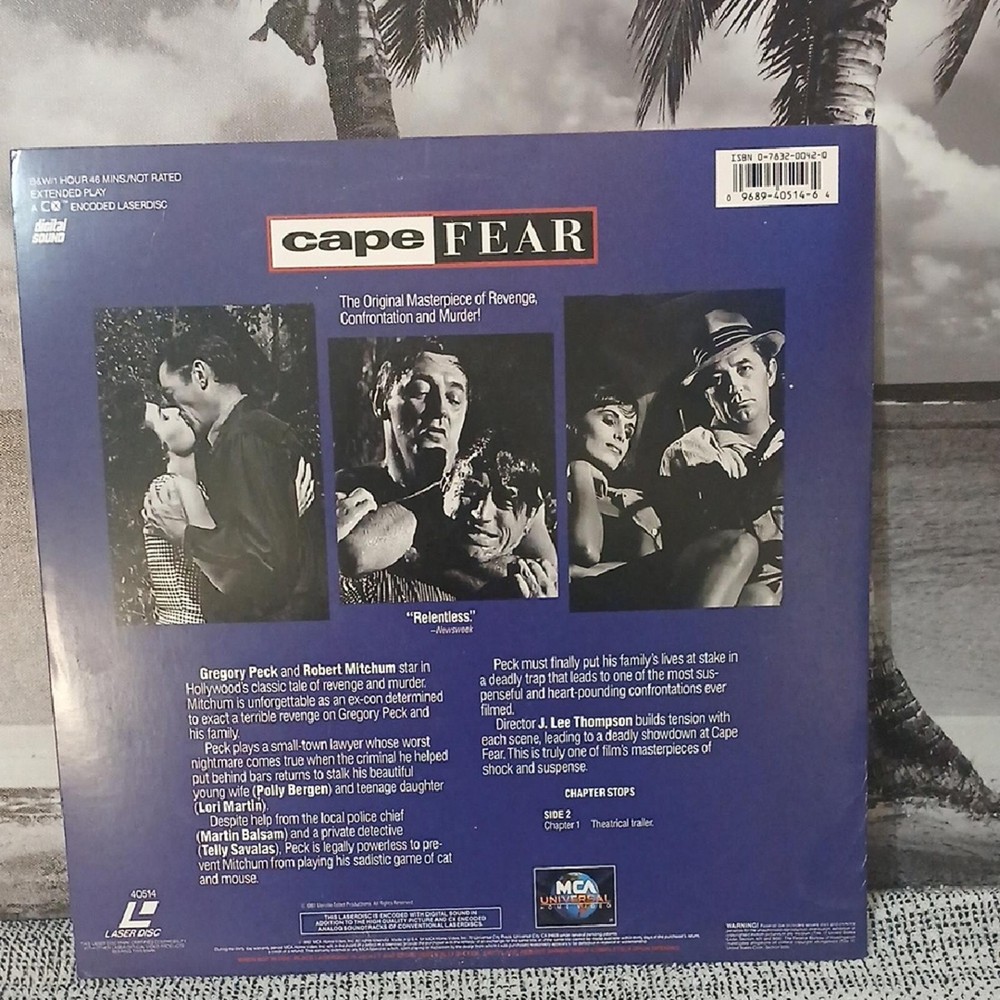 B&W/1 HOUR 46 MINS./NOT RATED
EXTENDED PLAY
A CX™ ENCODED LASERDISC
digital
SOUND
ISBN 0-7832-0042-0
0 9689-40514-6 4
cape FEAR
The Original Masterpiece of Revenge,
Confrontation and Murder!
"Relentless."
–Newsweek
Gregory Peck and Robert Mitchum star in
Hollywood's classic tale of revenge and murder.
Mitchum is unforgettable as an ex-con determined
to exact a terrible revenge on Gregory Peck and
his family.
Peck plays a small-town lawyer whose worst
nightmare comes true when the criminal he helped
put behind bars returns to stalk his beautiful
young wife (Polly Bergen) and teenage daughter
(Lori Martin).
Despite help from the local police chief
(Martin Balsam) and a private detective
(Telly Savalas), Peck is legally powerless to pre-
vent Mitchum from playing his sadistic game of cat
and mouse.
Peck must finally put his family's lives at stake in
a deadly trap that leads to one of the most sus-
penseful and heart-pounding confrontations ever
filmed.
Director J. Lee Thompson builds tension with
each scene, leading to a deadly showdown at Cape
Fear. This is truly one of film's masterpieces of
shock and suspense.
CHAPTER STOPS
SIDE 2
Chapter 1 Theatrical trailer.
40514
LASERDISC
THIS LASERDISC IS ENCODED WITH DIGITAL SOUND IN
ADDITION TO THE HIGH QUALITY PICTURE AND CX ENCODED
ANALOG SOUNDTRACKS OF CONVENTIONAL LASERDISCS.
MCA
UNIVERSAL
WARNING!